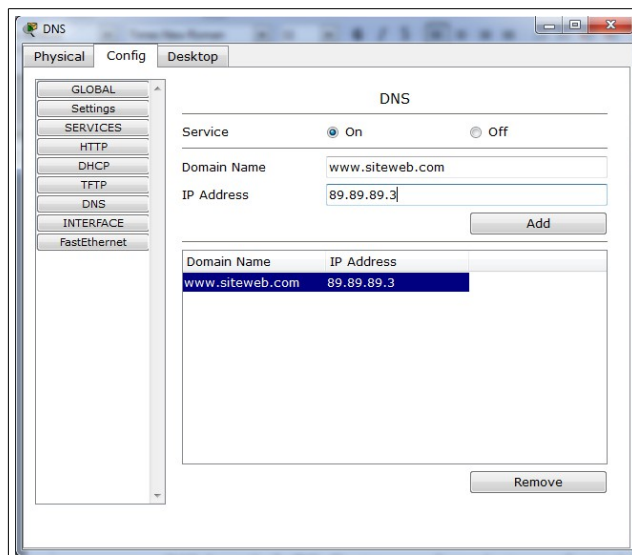 DNS
Physical Config Desktop
GLOBAL
Settings
SERVICES
HTTP
DHCP
TFTP
DNS
INTERFACE
FastEthernet
DNS
Service On Off
Domain Name www.siteweb.com
IP Address 89.89.89.3
Add
Domain Name IP Address
www.siteweb.com 89.89.89.3
Remove